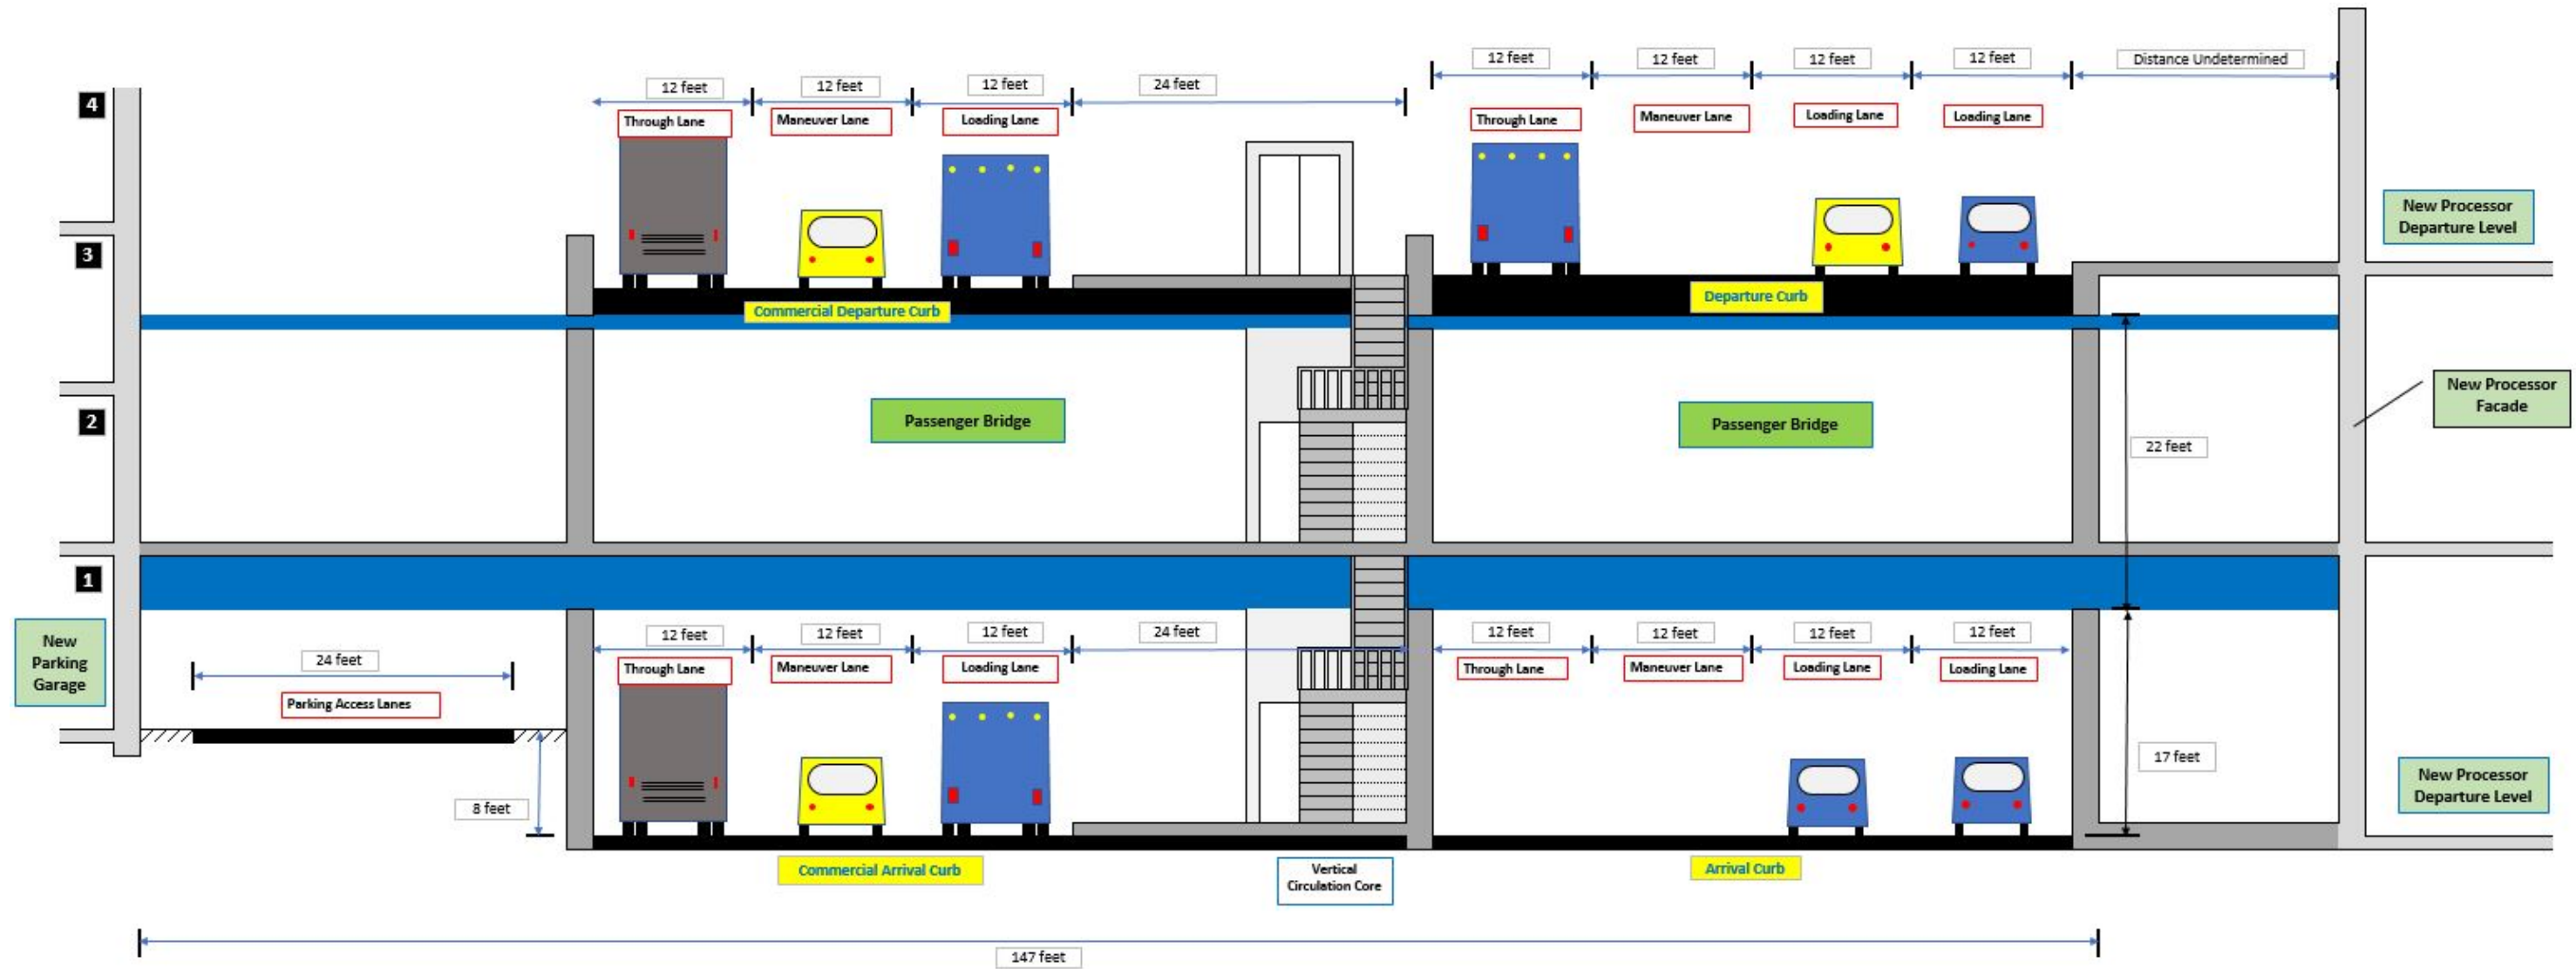 12 feet
12 feet
12 feet
12 feet
Distance Undetermined
12 feet
12 feet
12 feet
24 feet
4
Through Lane
Maneuver Lane
Loading Lane
Through Lane
Maneuver Lane
Loading Lane
Loading Lane
New Processor
Departure Level
3
Commercial Departure Curb
Departure Curb
New Processor
Facade
2
Passenger Bridge
Passenger Bridge
22 feet
1
12 feet
12 feet
12 feet
24 feet
12 feet
12 feet
12 feet
12 feet
New
Parking
Garage
24 feet
Through Lane
Maneuver Lane
Loading Lane
Through Lane
Maneuver Lane
Loading Lane
Loading Lane
Parking Access Lanes
17 feet
8 feet
New Processor
Departure Level
Commercial Arrival Curb
Vertical
Circulation Core
Arrival Curb
147 feet